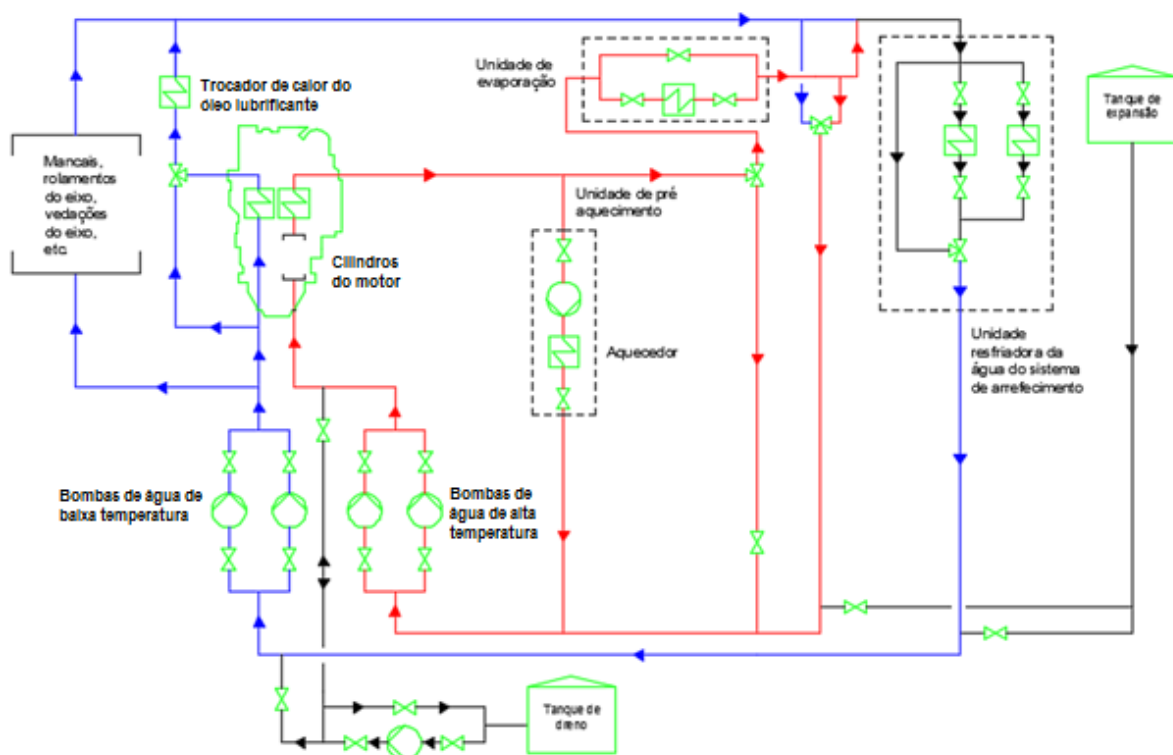 Unidade de
evaporação
Tanque de
expansão
Trocador de calor do
óleo lubrificante
Mancais,
rolamentos
do eixo,
vedações
do eixo,
etc.
Unidade de pré
aquecimento
Cilindros
do motor
Aquecedor
Unidade
resfriadora da
água do sistema
de arrefecimento
Bombas de água de
baixa temperatura
Bombas de
água de alta
temperatura
Tanque de
dreno